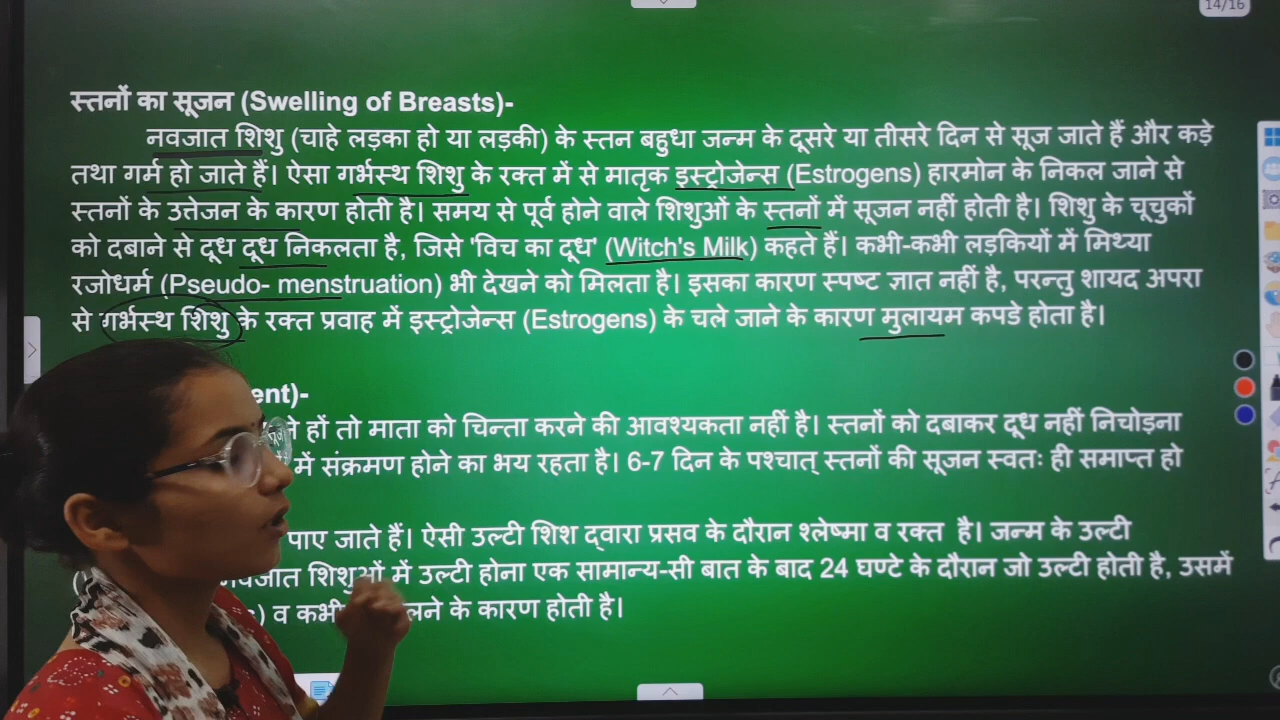 14/16
स्तनों का सूजन (Swelling of Breasts)-
नवजात शिशु (चाहे लड़का हो या लड़की) के स्तन बहुधा जन्म के दूसरे या तीसरे दिन से सूज जाते हैं और कड़े
तथा गर्म हो जाते हैं। ऐसा गर्भस्थ शिशु के रक्त में से मातृक इस्ट्रोजेन्स (Estrogens) हारमोन के निकल जाने से
स्तनों के उत्तेजन के कारण होती है। समय से पूर्व होने वाले शिशुओं के स्तनों में सूजन नहीं होती है। शिशु के चूचुकों
को दबाने से दूध दूध निकलता है, जिसे 'विच का दूध' (Witch's Milk) कहते हैं। कभी-कभी लड़कियों में मिथ्या
रजोधर्म (Pseudo- menstruation) भी देखने को मिलता है। इसका कारण स्पष्ट ज्ञात नहीं है, परन्तु शायद अपरा
से गर्भस्थ शिशु के रक्त प्रवाह में इस्ट्रोजेन्स (Estrogens) के चले जाने के कारण मुलायम कपडे होता है।
ent)-
हों तो माता को चिन्ता करने की आवश्यकता नहीं है। स्तनों को दबाकर दूध नहीं निचोड़ना
में संक्रमण होने का भय रहता है। 6-7 दिन के पश्चात् स्तनों की सूजन स्वतः ही समाप्त हो
पाए जाते हैं। ऐसी उल्टी शिश द्वारा प्रसव के दौरान श्लेष्मा व रक्त है। जन्म के उल्टी
शिशुओं में उल्टी होना एक सामान्य-सी बात के बाद 24 घण्टे के दौरान जो उल्टी होती है, उसमें
व कभी के कारण होती है।